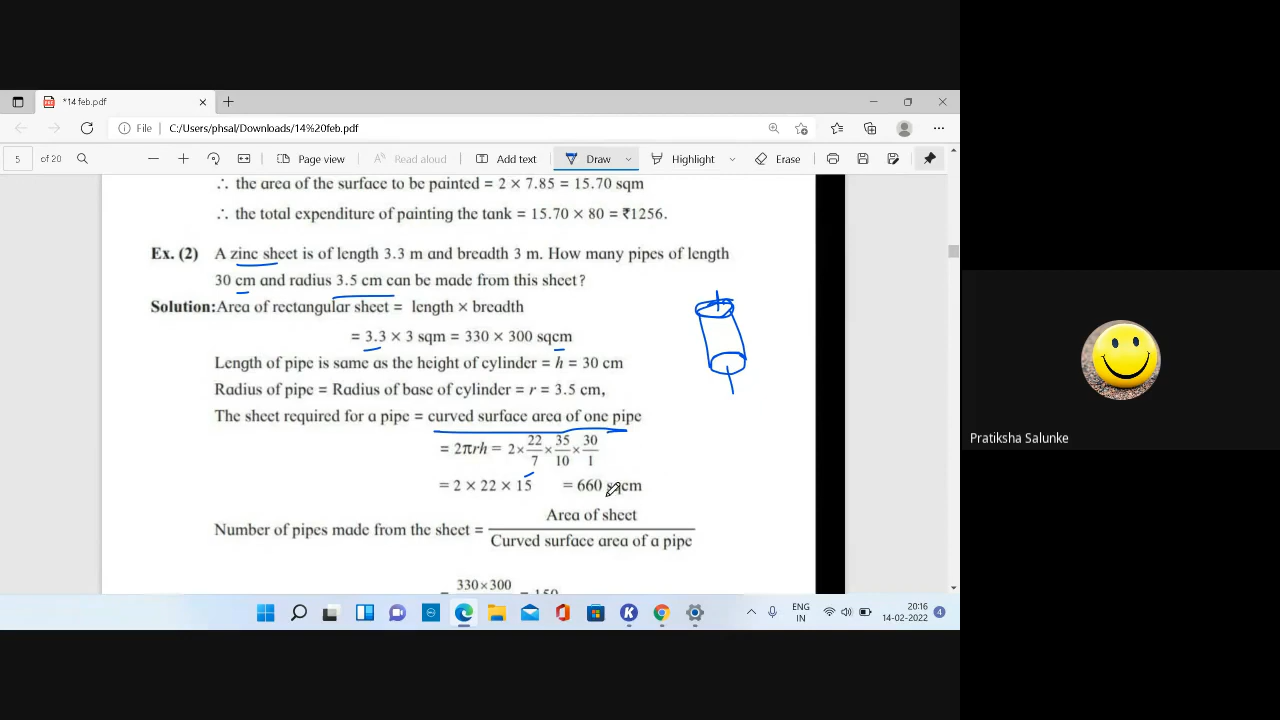 *14 feb.pdf
File C:/Users/phsal/Downloads/14%20feb.pdf
5 of 20 Page view Read aloud Add text Draw Highlight Erase
∴ the area of the surface to be painted = 2 × 7.85 = 15.70 sqm
∴ the total expenditure of painting the tank = 15.70 × 80 = ₹1256.
Ex. (2) A zinc sheet is of length 3.3 m and breadth 3 m. How many pipes of length
30 cm and radius 3.5 cm can be made from this sheet?
Solution: Area of rectangular sheet = length × breadth
= 3.3 × 3 sqm = 330 × 300 sqcm
Length of pipe is same as the height of cylinder = h = 30 cm
Radius of pipe = Radius of base of cylinder = r = 3.5 cm,
The sheet required for a pipe = curved surface area of one pipe
= 2πrh = 2 × 22/7 × 35/10 × 30/1
= 2 × 22 × 15 = 660 sqcm
Number of pipes made from the sheet = Area of sheet / Curved surface area of a pipe
= 330 × 300 = 150
Pratiksha Salunke
ENG
IN
20:16
14-02-2022
4